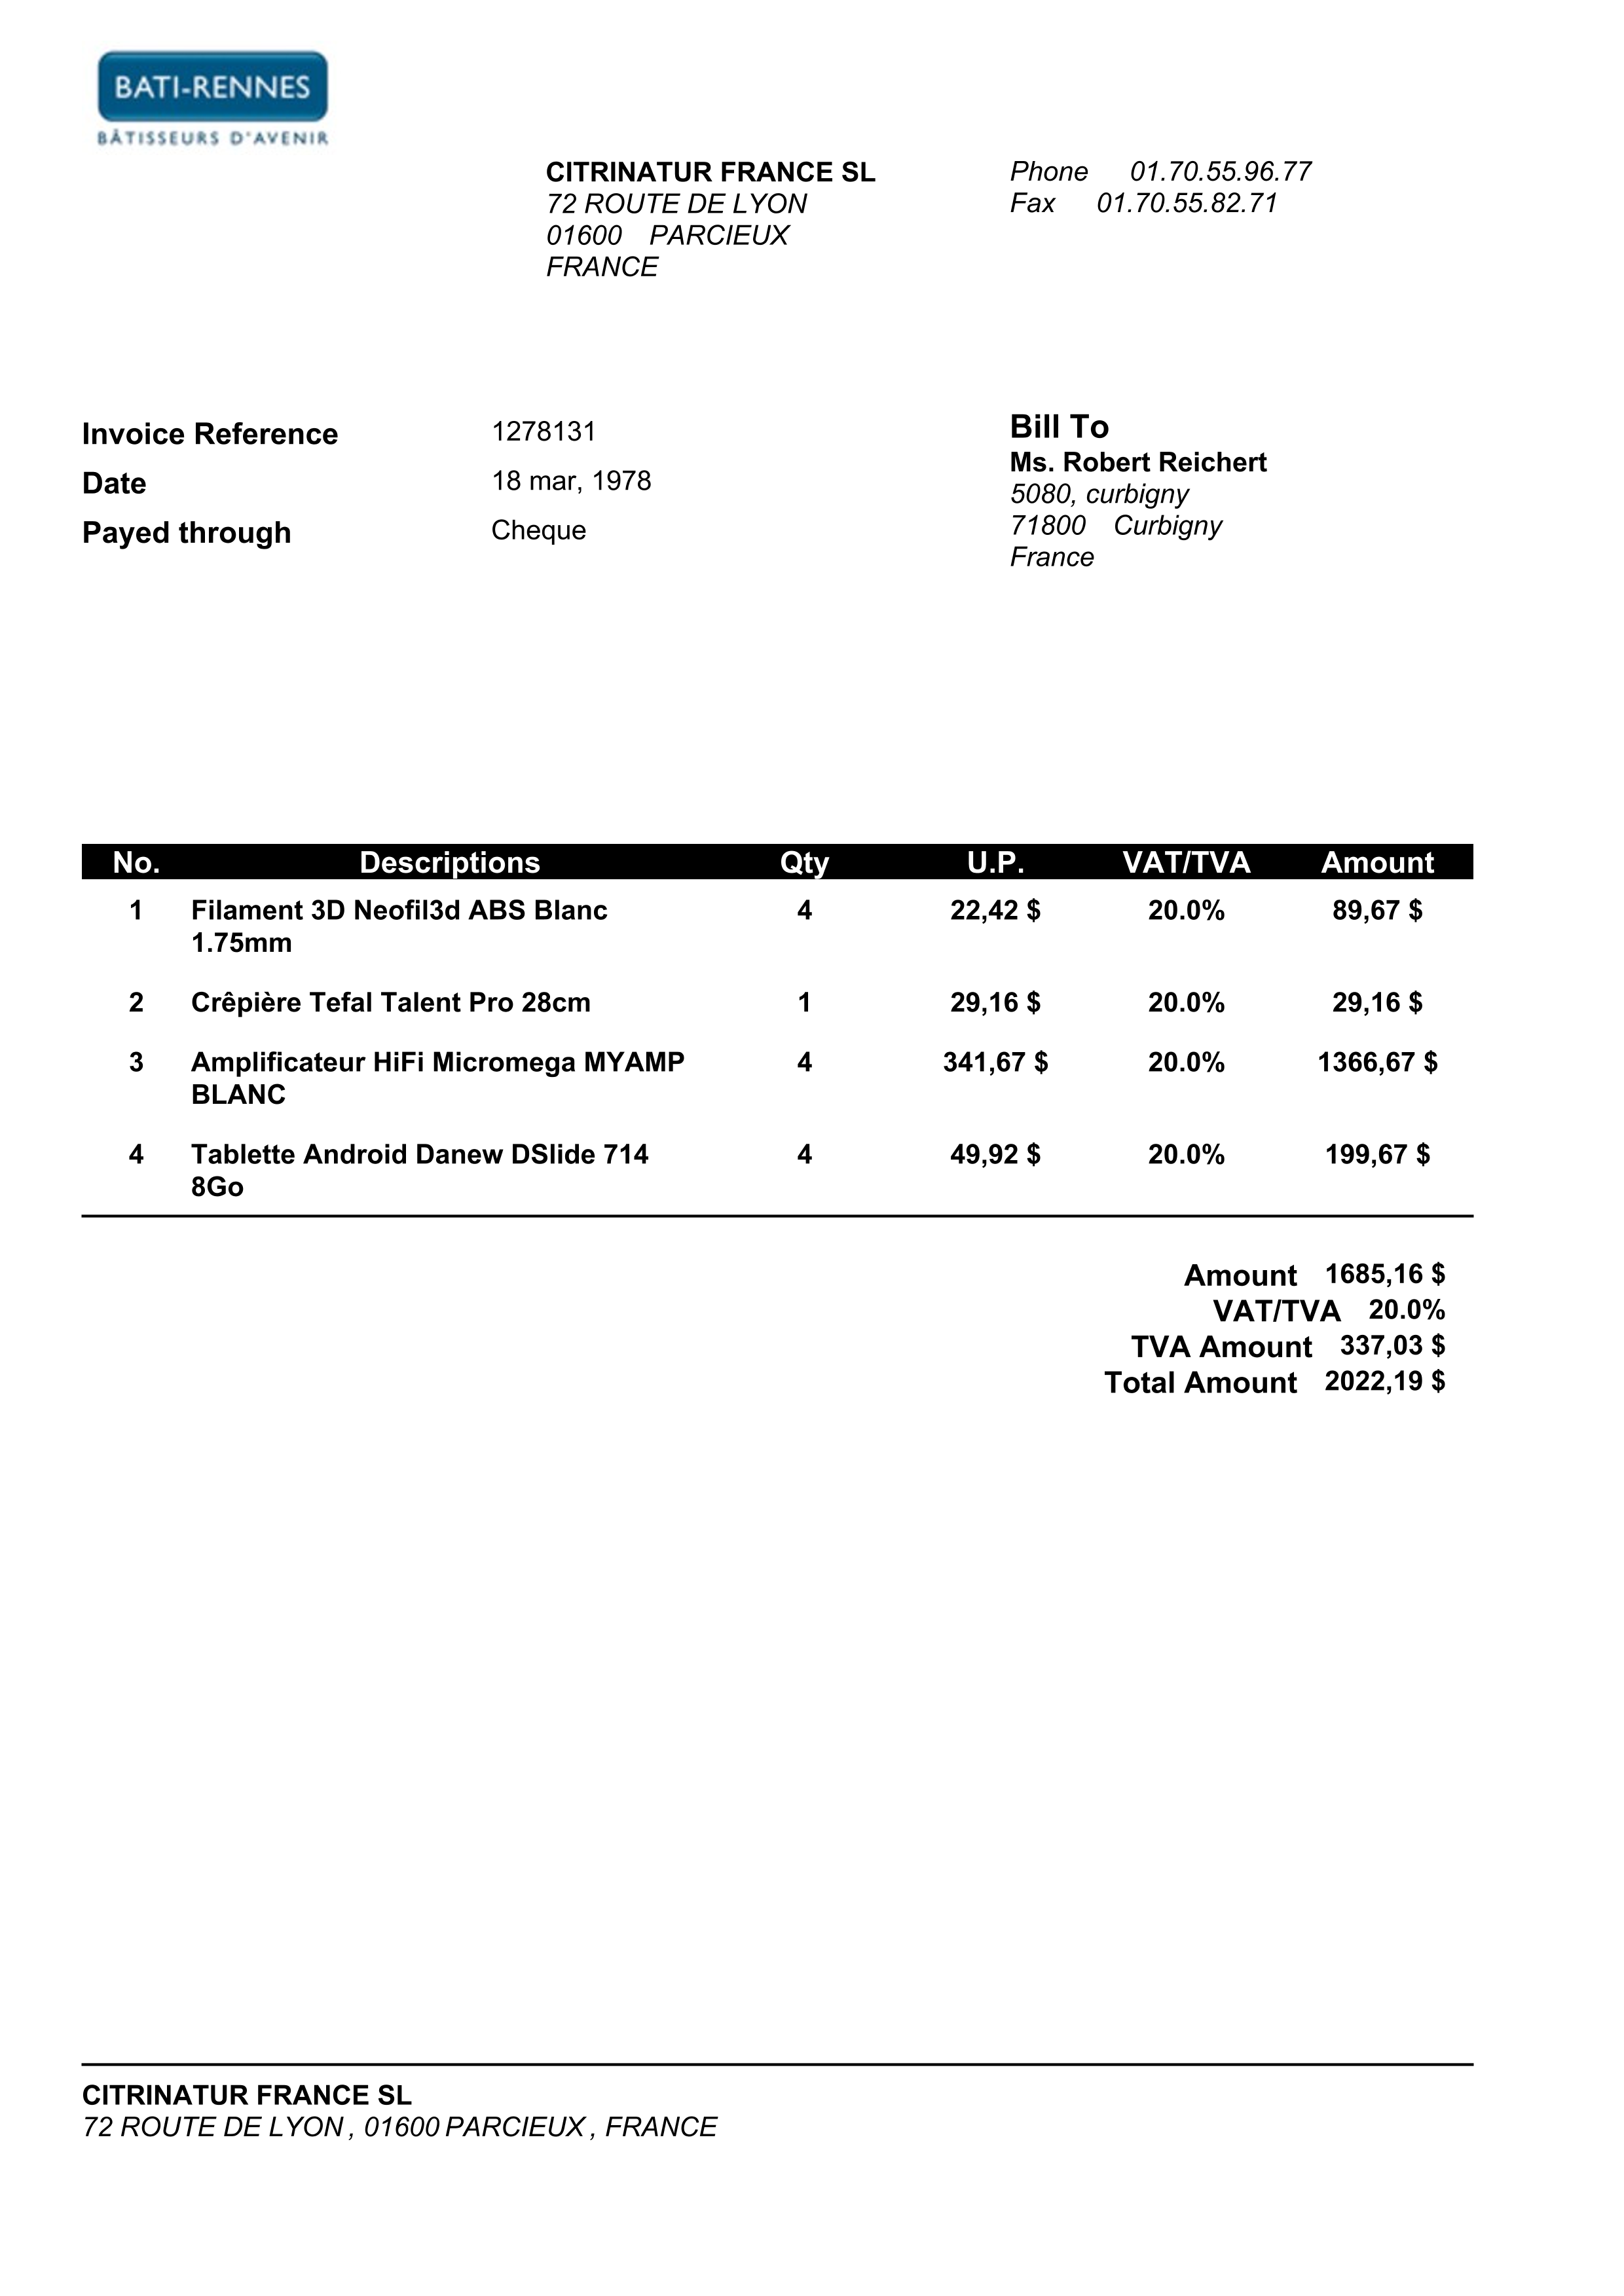 BATI-RENNES
BÂTISSEURS D'AVENIR
CITRINATUR FRANCE SL
72 ROUTE DE LYON
01600 PARCIEUX
FRANCE
Phone 01.70.55.96.77
Fax 01.70.55.82.71
Invoice Reference 1278131
Date 18 mar, 1978
Payed through Cheque
Bill To
Ms. Robert Reichert
5080, curbigny
71800 Curbigny
France
No. Descriptions Qty U.P. VAT/TVA Amount
1 Filament 3D Neofil3d ABS Blanc 4 22,42 $ 20.0% 89,67 $
1.75mm
2 Crêpière Tefal Talent Pro 28cm 1 29,16 $ 20.0% 29,16 $
3 Amplificateur HiFi Micromega MYAMP 4 341,67 $ 20.0% 1366,67 $
BLANC
4 Tablette Android Danew DSlide 714 4 49,92 $ 20.0% 199,67 $
8Go
Amount 1685,16 $
VAT/TVA 20.0%
TVA Amount 337,03 $
Total Amount 2022,19 $
CITRINATUR FRANCE SL
72 ROUTE DE LYON , 01600 PARCIEUX , FRANCE